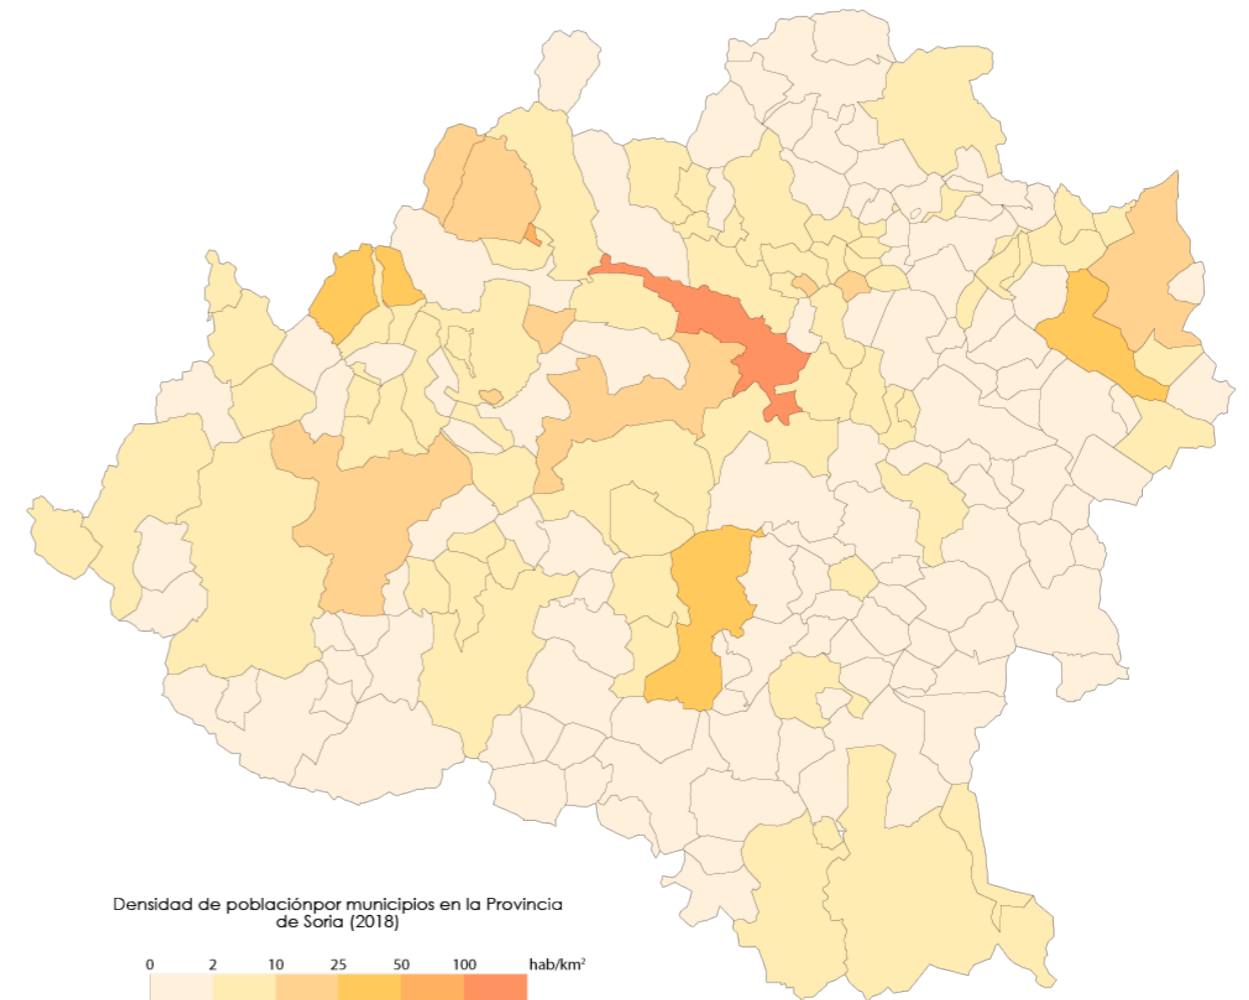 Densidad de poblaciónpor municipios en la Provincia
de Soria (2018)
0 2 10 25 50 100 hab/km²